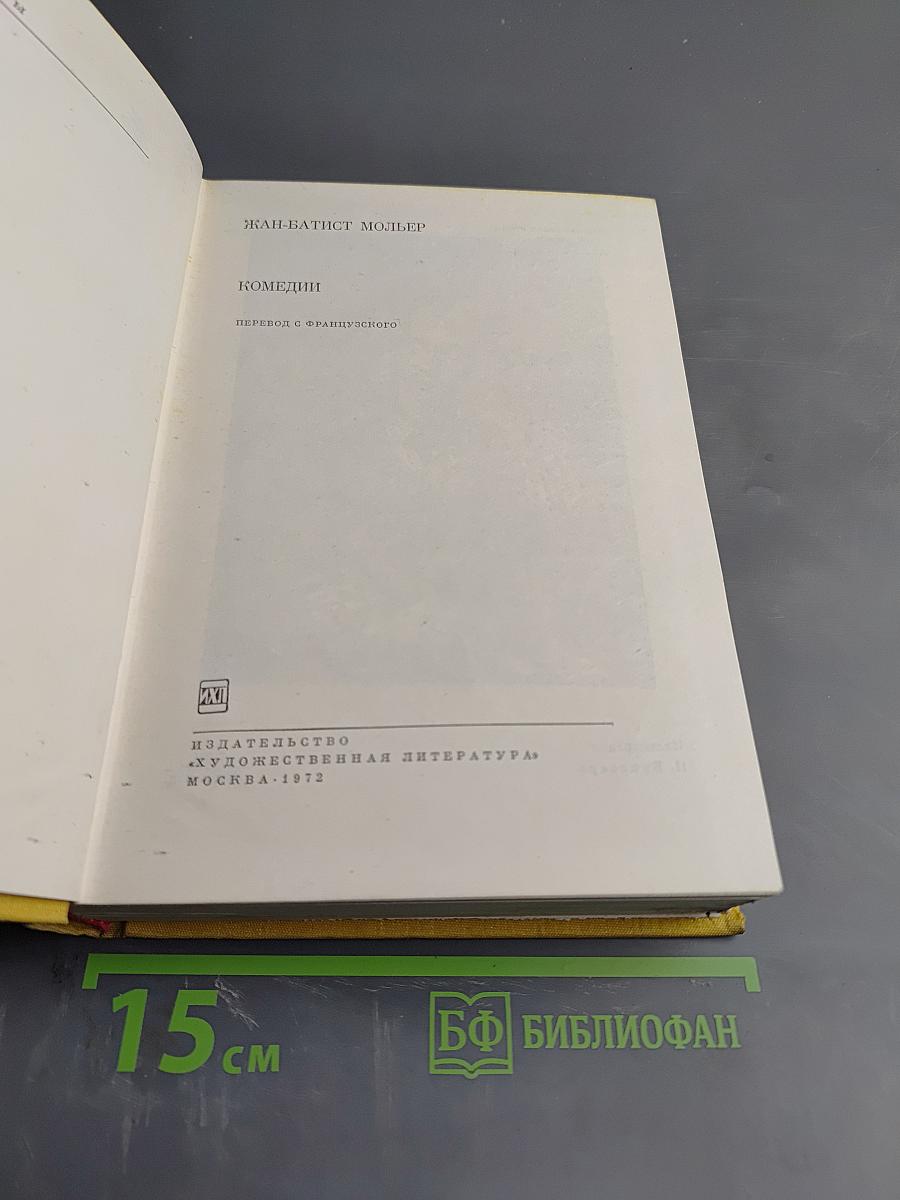 ЖАН-БАТИСТ МОЛЬЕР
КОМЕДИИ
ПЕРЕВОД С ФРАНЦУЗСКОГО
ИХЛ
ИЗДАТЕЛЬСТВО
«ХУДОЖЕСТВЕННАЯ ЛИТЕРАТУРА»
МОСКВА · 1972
15 см
БФ БИБЛИОФАН